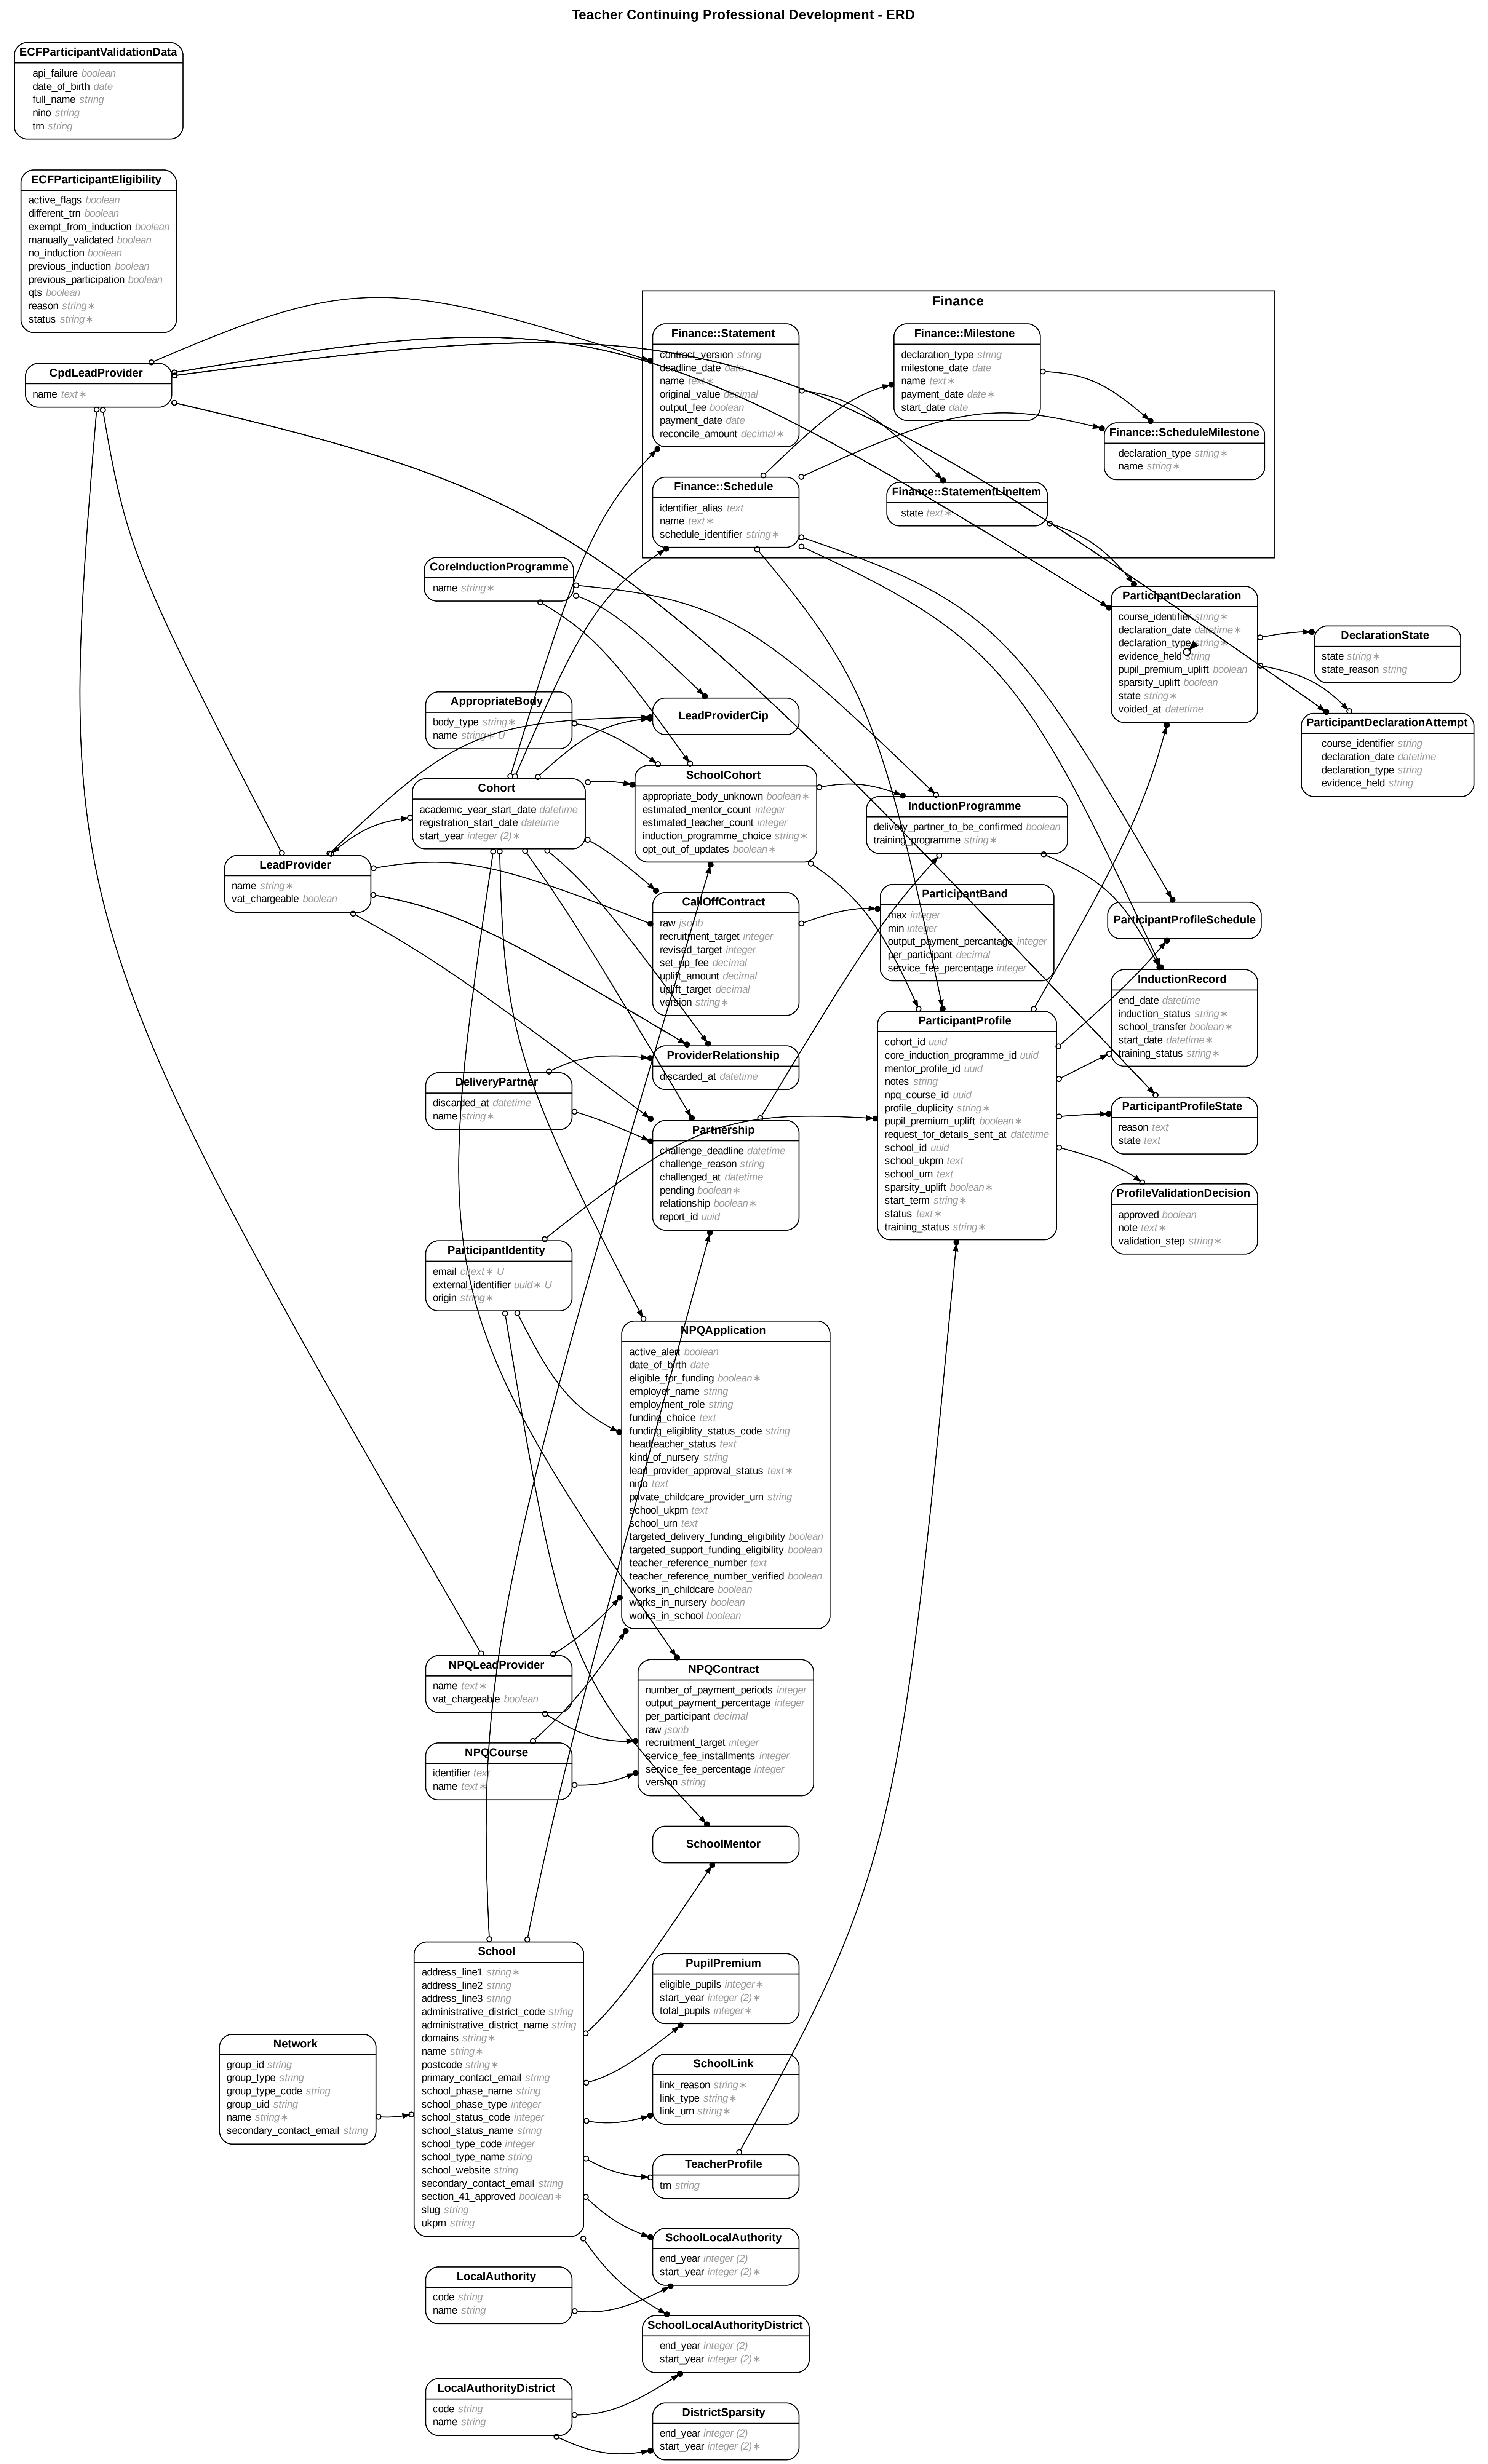 Teacher Continuing Professional Development - ERD
ECFParticipantValidationData
api_failure boolean
date_of_birth date
full_name string
nino string
trn string
ECFParticipantEligibility
active_flags boolean
different_trn boolean
exempt_from_induction boolean
manually_validated boolean
no_induction boolean
previous_induction boolean
previous_participation boolean
qts boolean
reason string∗
status string∗
CpdLeadProvider
name text∗
Finance
Finance::Statement
contract_version string
deadline_date date
name text∗
original_value decimal
output_fee boolean
payment_date date
reconcile_amount decimal∗
Finance::Milestone
declaration_type string
milestone_date date
name text∗
payment_date date∗
start_date date
Finance::ScheduleMilestone
declaration_type string∗
name string∗
Finance::Schedule
identifier_alias text
name text∗
schedule_identifier string∗
Finance::StatementLineItem
state text∗
CoreInductionProgramme
name string∗
ParticipantDeclaration
course_identifier string∗
declaration_date datetime∗
declaration_type string∗
evidence_held string
pupil_premium_uplift boolean
sparsity_uplift boolean
state string∗
voided_at datetime
DeclarationState
state string∗
state_reason string
ParticipantDeclarationAttempt
course_identifier string
declaration_date datetime
declaration_type string
evidence_held string
AppropriateBody
body_type string∗
name string∗ U
LeadProviderCip
Cohort
academic_year_start_date datetime
registration_start_date datetime
start_year integer (2)∗
SchoolCohort
appropriate_body_unknown boolean∗
estimated_mentor_count integer
estimated_teacher_count integer
induction_programme_choice string∗
opt_out_of_updates boolean∗
InductionProgramme
delivery_partner_to_be_confirmed boolean
training_programme string∗
LeadProvider
name string∗
vat_chargeable boolean
CallOffContract
raw jsonb
recruitment_target integer
revised_target integer
set_up_fee decimal
uplift_amount decimal
uplift_target decimal
version string∗
ParticipantBand
max integer
min integer
output_payment_percantage integer
per_participant decimal
service_fee_percentage integer
ParticipantProfileSchedule
InductionRecord
end_date datetime
induction_status string∗
school_transfer boolean∗
start_date datetime∗
training_status string∗
ParticipantProfile
cohort_id uuid
core_induction_programme_id uuid
mentor_profile_id uuid
notes string
npq_course_id uuid
profile_duplicity string∗
pupil_premium_uplift boolean∗
request_for_details_sent_at datetime
school_id uuid
school_ukprn text
school_urn text
sparsity_uplift boolean∗
start_term string∗
status text∗
training_status string∗
ProviderRelationship
discarded_at datetime
DeliveryPartner
discarded_at datetime
name string∗
ParticipantProfileState
reason text
state text
Partnership
challenge_deadline datetime
challenge_reason string
challenged_at datetime
pending boolean∗
relationship boolean∗
report_id uuid
ProfileValidationDecision
approved boolean
note text∗
validation_step string∗
ParticipantIdentity
email citext∗ U
external_identifier uuid∗ U
origin string∗
NPQApplication
active_alert boolean
date_of_birth date
eligible_for_funding boolean∗
employer_name string
employment_role string
funding_choice text
funding_eligiblity_status_code string
headteacher_status text
kind_of_nursery string
lead_provider_approval_status text∗
nino text
private_childcare_provider_urn string
school_ukprn text
school_urn text
targeted_delivery_funding_eligibility boolean
targeted_support_funding_eligibility boolean
teacher_reference_number text
teacher_reference_number_verified boolean
works_in_childcare boolean
works_in_nursery boolean
works_in_school boolean
NPQLeadProvider
name text∗
vat_chargeable boolean
NPQContract
number_of_payment_periods integer
output_payment_percentage integer
per_participant decimal
raw jsonb
recruitment_target integer
service_fee_installments integer
service_fee_percentage integer
version string
NPQCourse
identifier text
name text∗
SchoolMentor
School
address_line1 string∗
address_line2 string
address_line3 string
administrative_district_code string
administrative_district_name string
domains string∗
name string∗
postcode string∗
primary_contact_email string
school_phase_name string
school_phase_type integer
school_status_code integer
school_status_name string
school_type_code integer
school_type_name string
school_website string
secondary_contact_email string
section_41_approved boolean∗
slug string
ukprn string
PupilPremium
eligible_pupils integer∗
start_year integer (2)∗
total_pupils integer∗
Network
group_id string
group_type string
group_type_code string
group_uid string
name string∗
secondary_contact_email string
SchoolLink
link_reason string∗
link_type string∗
link_urn string∗
TeacherProfile
trn string
SchoolLocalAuthority
end_year integer (2)
start_year integer (2)∗
LocalAuthority
code string
name string
SchoolLocalAuthorityDistrict
end_year integer (2)
start_year integer (2)∗
LocalAuthorityDistrict
code string
name string
DistrictSparsity
end_year integer (2)
start_year integer (2)∗